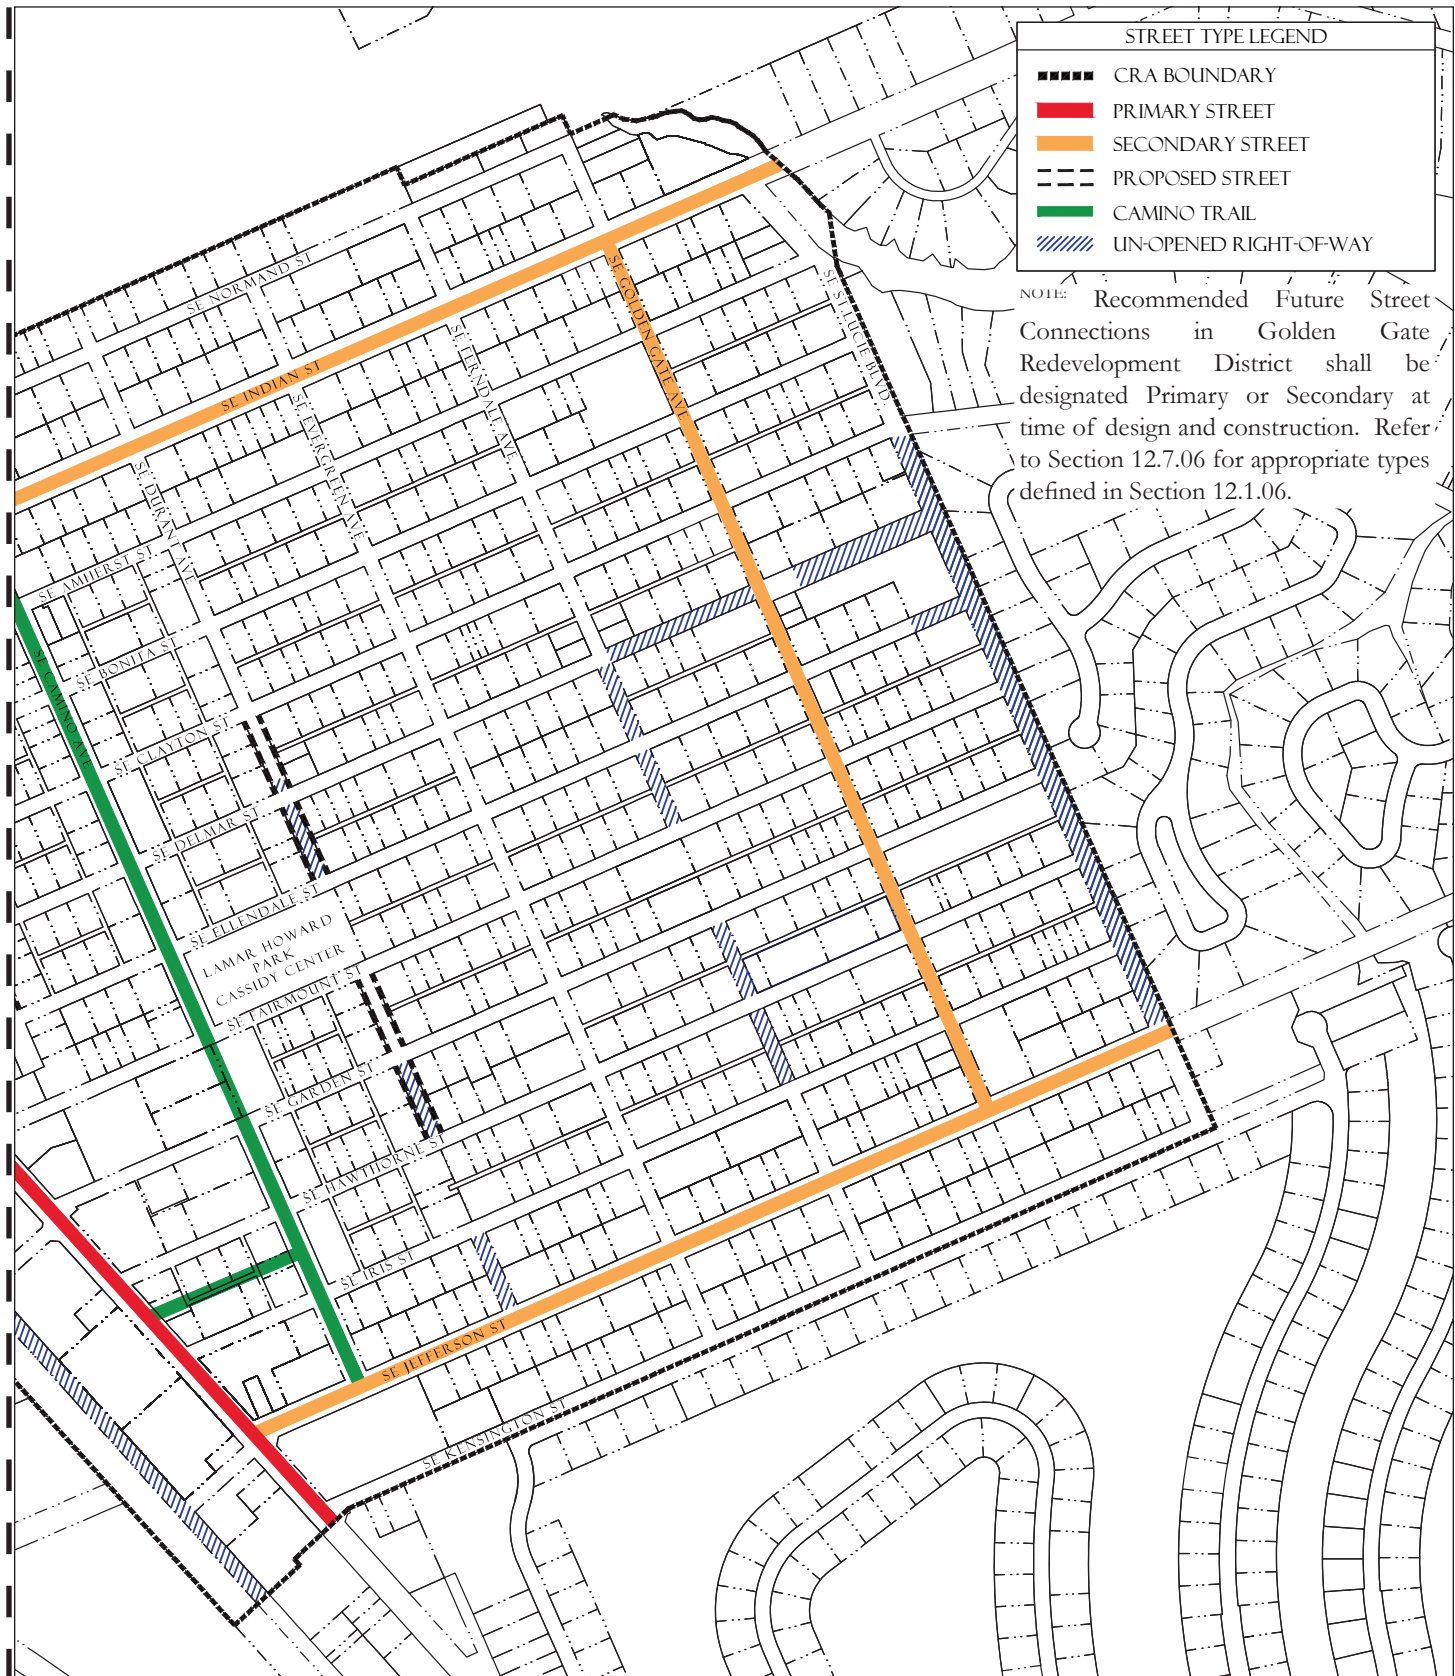 STREET TYPE LEGEND
CRA BOUNDARY
PRIMARY STREET
SECONDARY STREET
PROPOSED STREET
CAMINO TRAIL
UN-OPENED RIGHT-OF-WAY
NOTE: Recommended Future Street
Connections in Golden Gate
Redevelopment District shall be
designated Primary or Secondary at
time of design and construction. Refer
to Section 12.7.06 for appropriate types
defined in Section 12.1.06.
SE NORMAND ST
SE INDIAN ST
SE GOLDEN GATE AVE
SE ST LUCIE BLVD
SE FERNDALE AVE
SE EVERGREEN AVE
SE DURANT AVE
SE AMHERST ST
SE BONITA ST
SE CAMINO AVE
SE CLAYTON ST
SE DELMAR ST
SE ELLENDALE ST
LAMAR HOWARD
PARK
CASSIDY CENTER
SE FAIRMOUNT ST
SE GARDEN ST
SE HAWTHORNE ST
SE IRIS ST
SE JEFFERSON ST
SE KENSINGTON ST